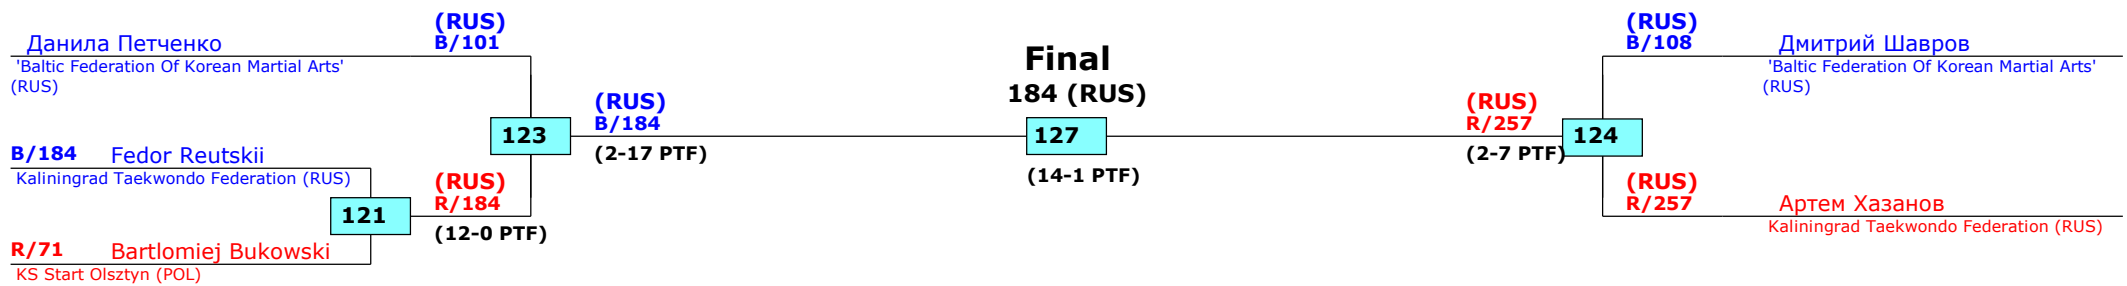 (RUS)
B/101
Данила Петченко
'Baltic Federation Of Korean Martial Arts'
(RUS)
B/184 Fedor Reutskii
Kaliningrad Taekwondo Federation (RUS)
121
R/71 Bartlomiej Bukowski
KS Start Olsztyn (POL)
(RUS)
R/184
(12-0 PTF)
123
(RUS)
B/184
(2-17 PTF)
Final
184 (RUS)
127
(14-1 PTF)
(RUS)
R/257
(2-7 PTF)
124
(RUS)
B/108
Дмитрий Шавров
'Baltic Federation Of Korean Martial Arts'
(RUS)
(RUS)
R/257
Артем Хазанов
Kaliningrad Taekwondo Federation (RUS)